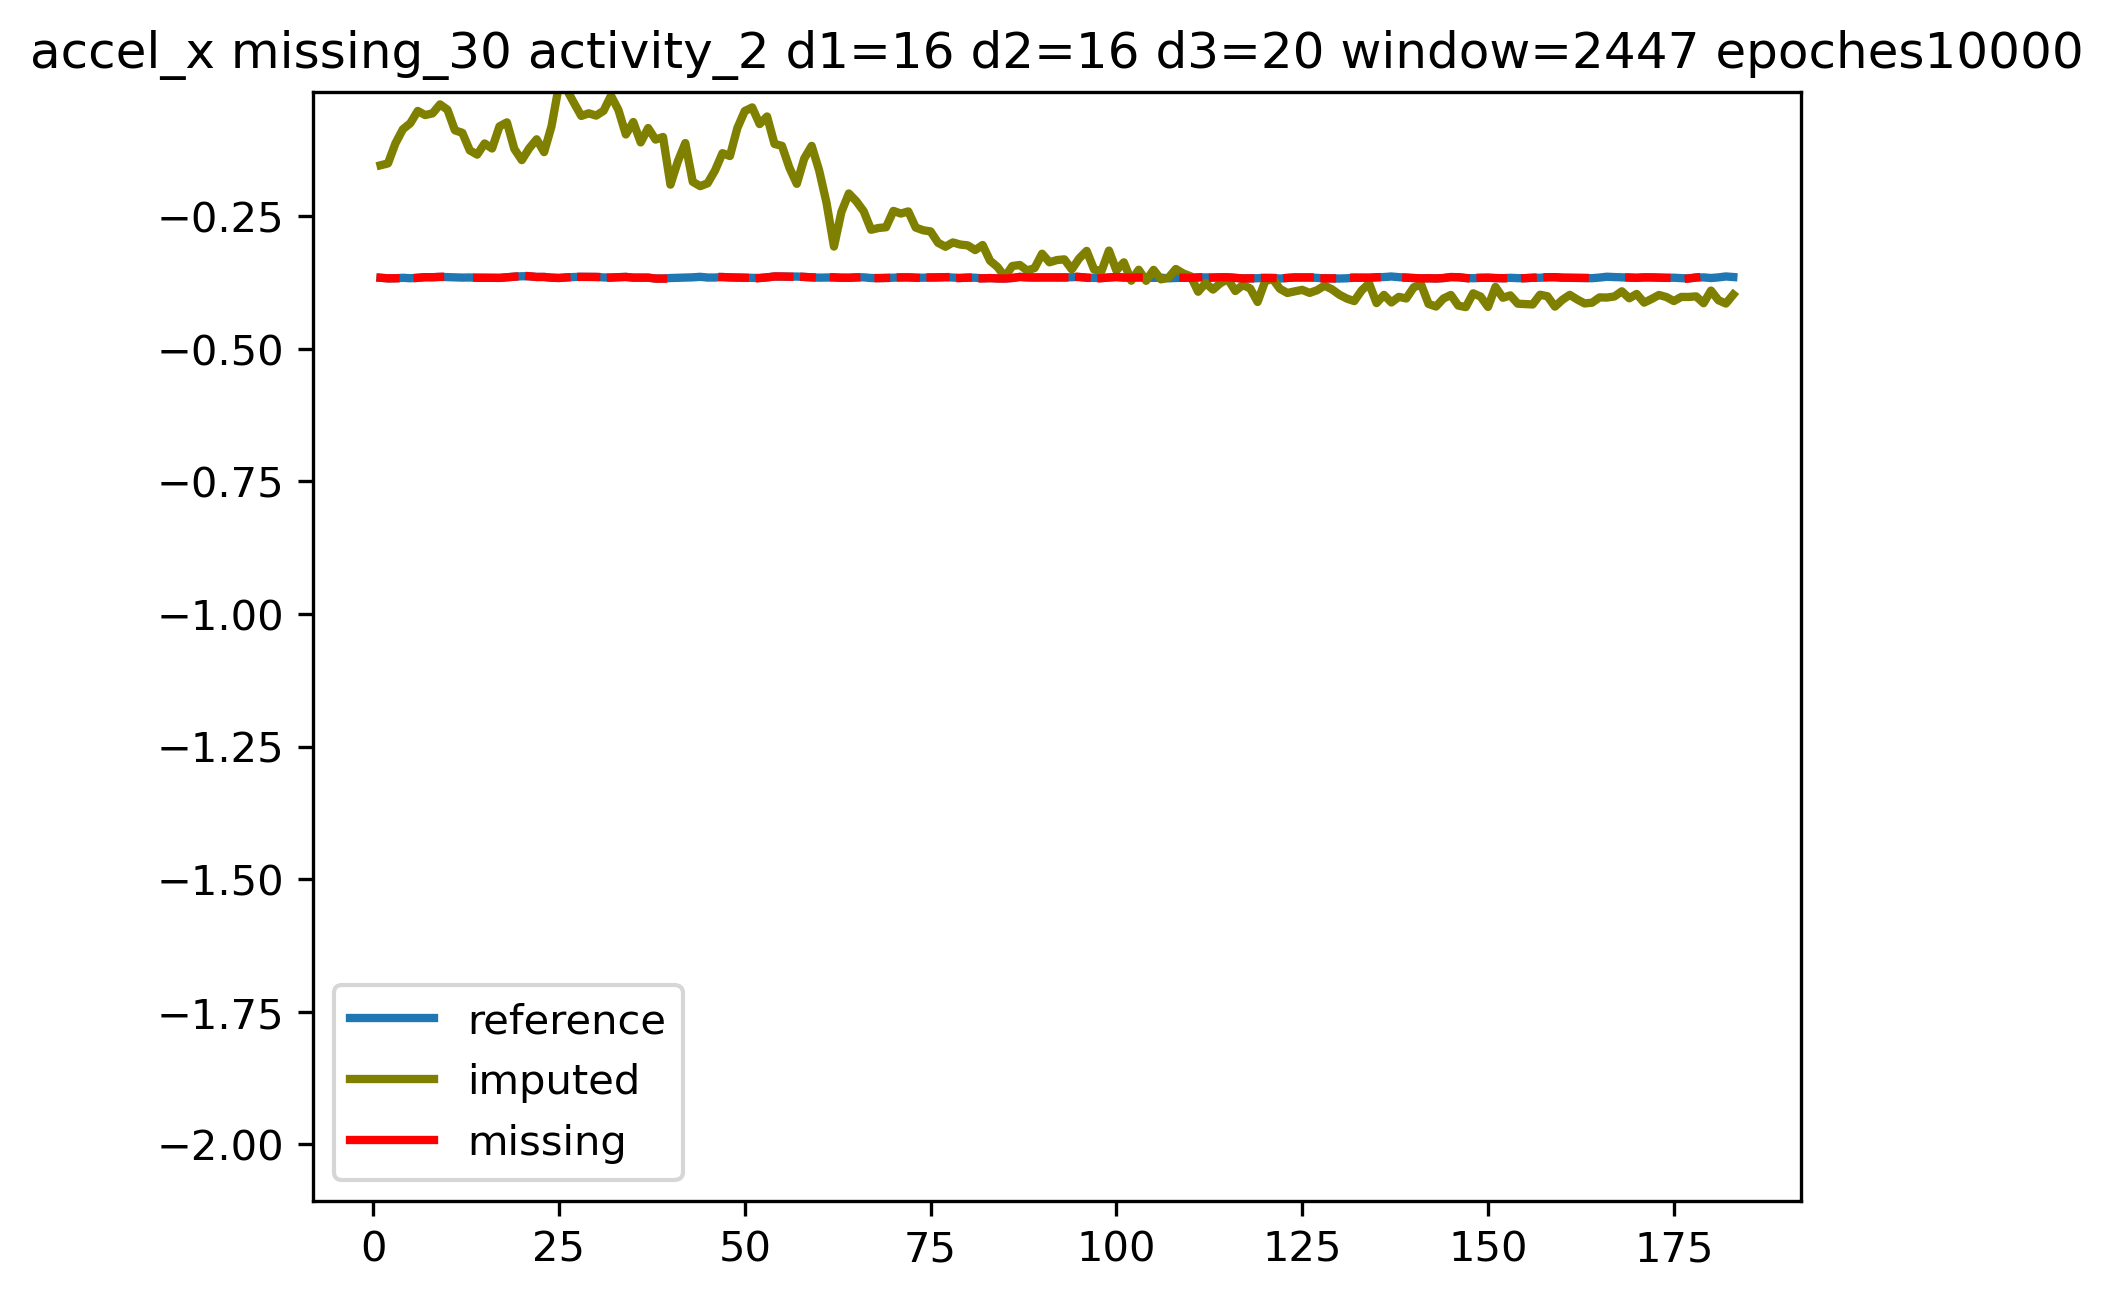 accel_x missing_30 activity_2 d1=16 d2=16 d3=20 window=2447 epoches10000
−0.25
−0.50
−0.75
−1.00
−1.25
−1.50
−1.75
−2.00
reference
imputed
missing
0 25 50 75 100 125 150 175